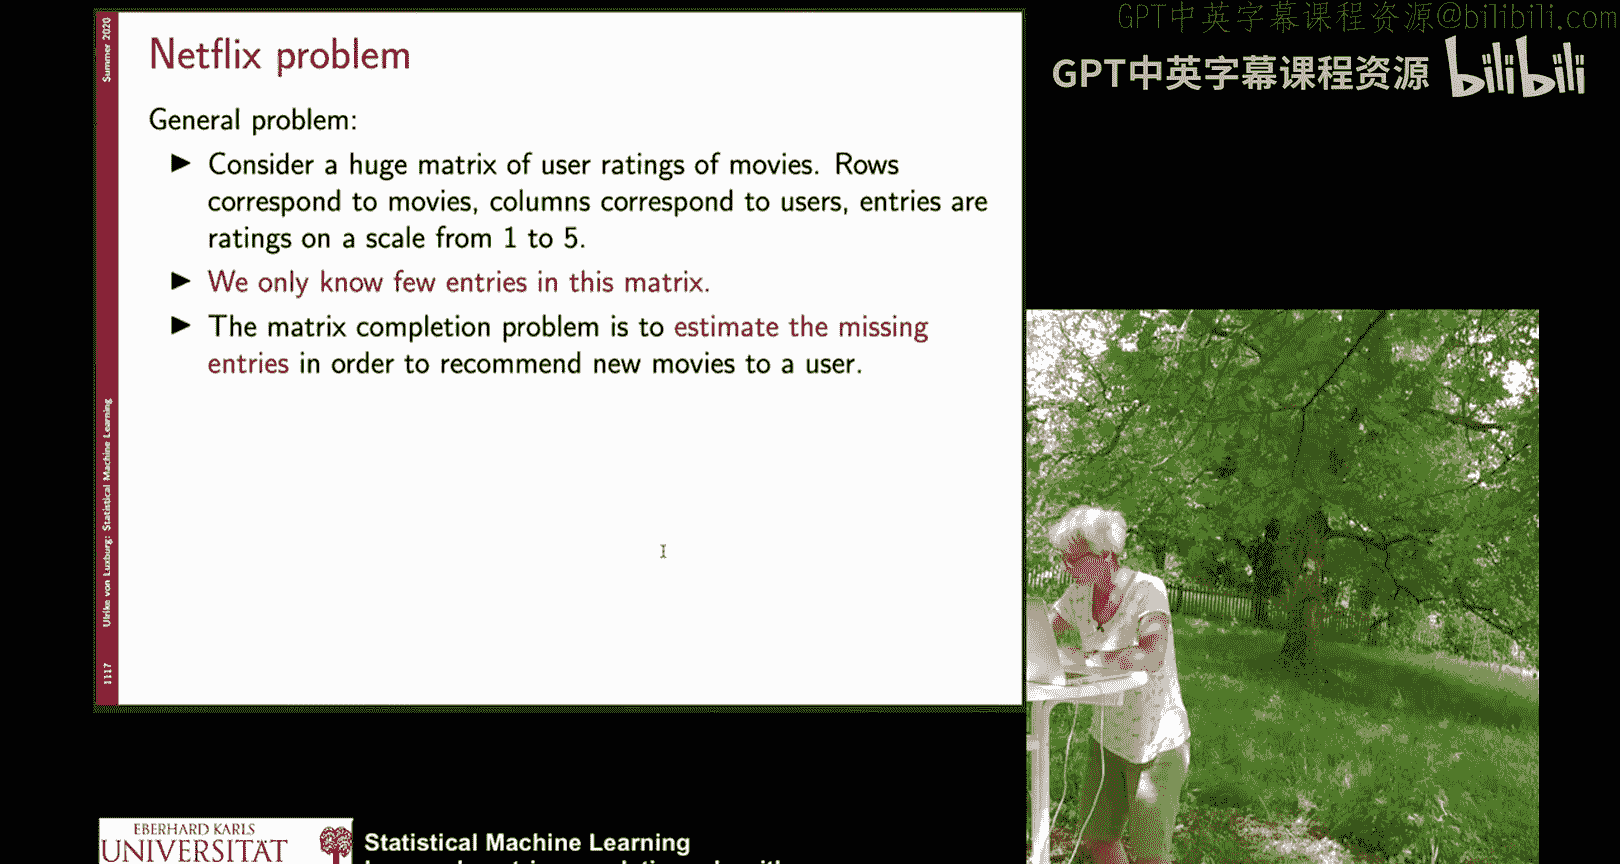 GPT中英字幕课程资源@bilibili.com
GPT中英字幕课程资源 bilibili
Summer 2020
Netflix problem
General problem:
► Consider a huge matrix of user ratings of movies. Rows
correspond to movies, columns correspond to users, entries are
ratings on a scale from 1 to 5.
► We only know few entries in this matrix.
► The matrix completion problem is to estimate the missing
entries in order to recommend new movies to a user.
Ulrike von Luxburg: Statistical Machine Learning
1117
EBERHARD KARLS
UNIVERSITÄT
Statistical Machine Learning